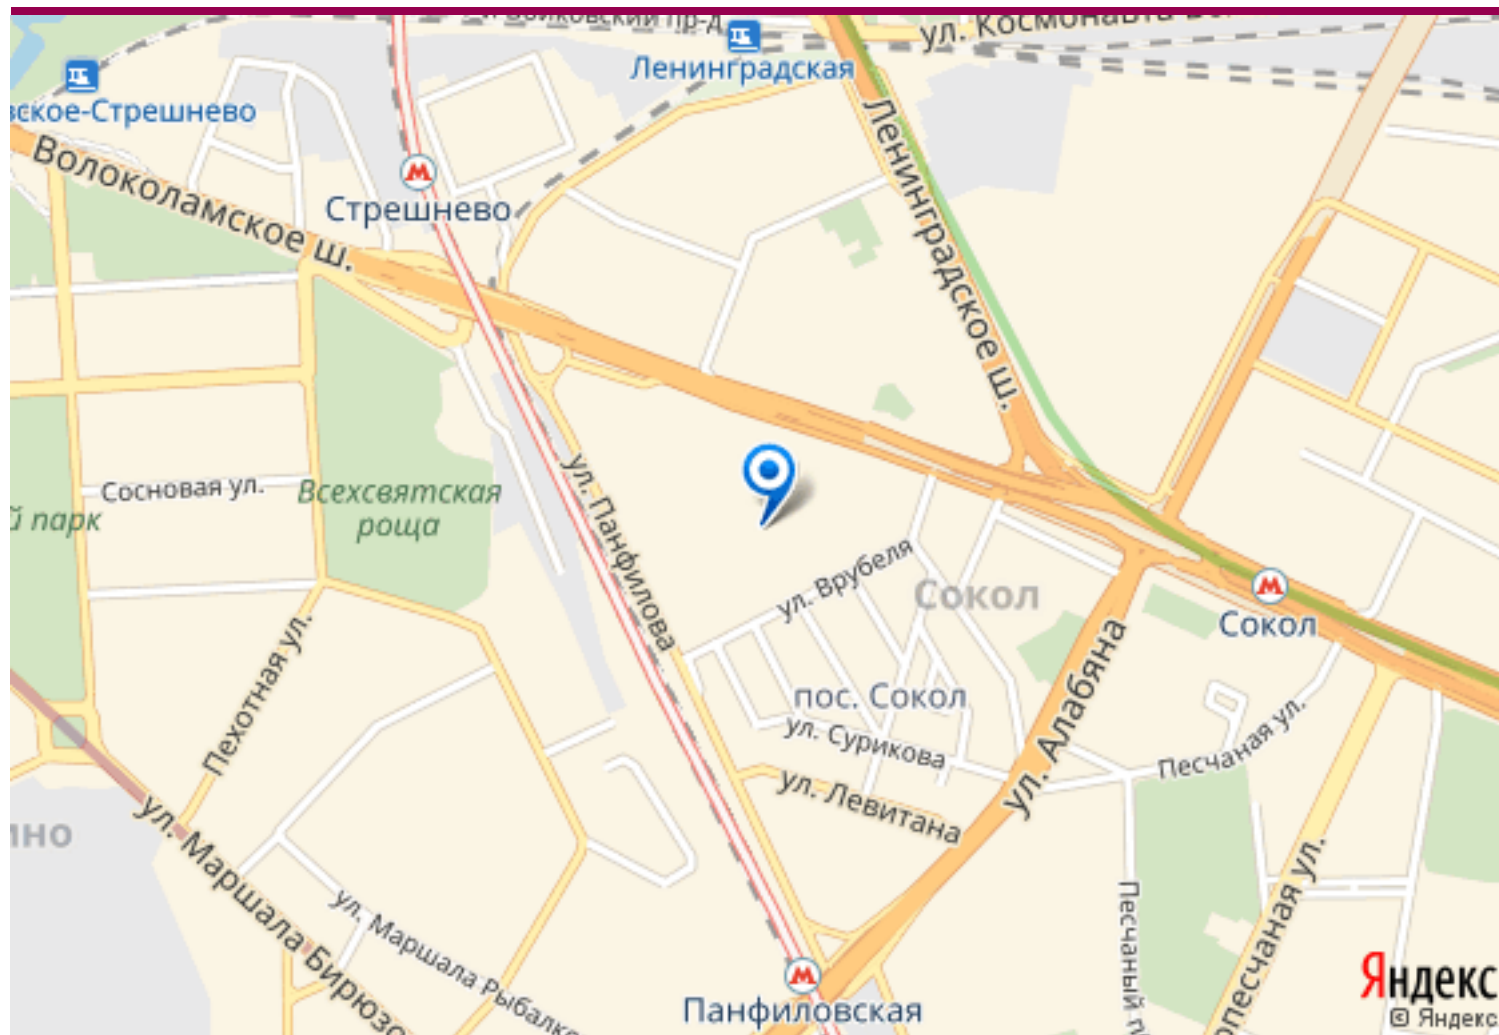 Войковский пр-д
ул. Космонавта
Ленинградская
ское-Стрешнево
Волоколамское ш.
Стрешнево
Ленинградское ш.
Сосновая ул.
Всехсвятская
роща
й парк
ул. Панфилова
ул. Врубеля
Сокол
Сокол
Пехотная ул.
пос. Сокол
ул. Сурикова
ул. Алабяна
Песчаная ул.
ул. Левитана
ино
ул. Маршала Бирюзо
ул. Маршала Рыбалко
Песчаный п
опесчаная ул.
Панфиловская
Яндекс
© Яндекс